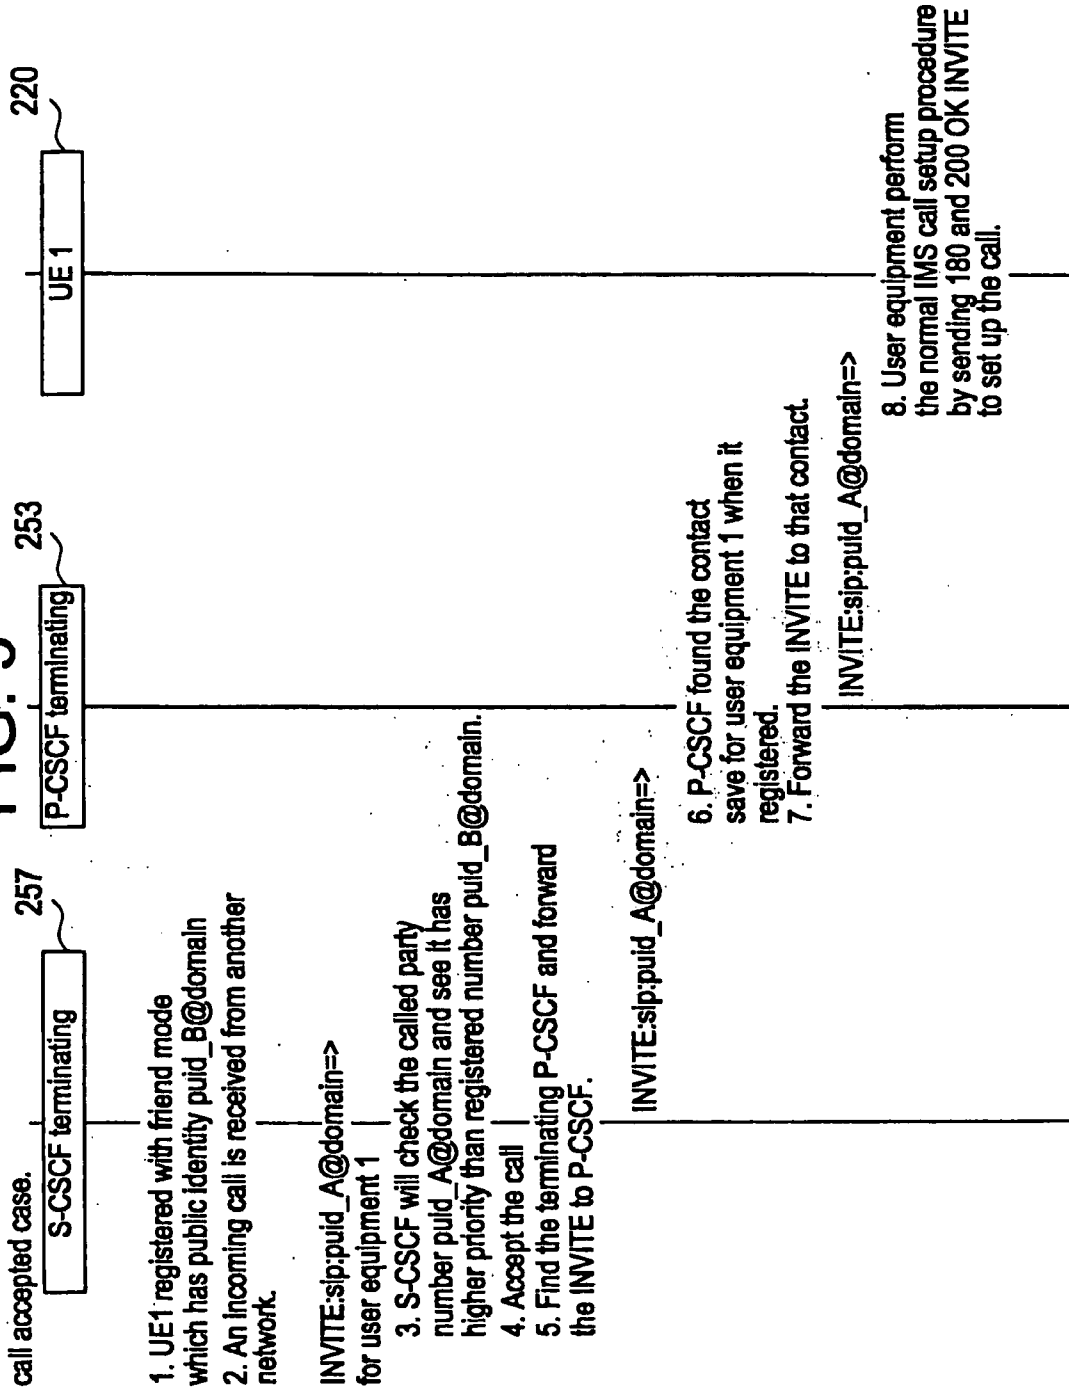 call accepted case.
257
S-CSCF terminating
253
P-CSCF terminating
220
UE 1
1. UE1 registered with friend mode
which has public identity puid_B@domain
2. An incoming call is received from another
network.
INVITE:sip:puid_A@domain=>
for user equipment 1
3. S-CSCF will check the called party
number puid_A@domain and see it has
higher priority than registered number puid_B@domain.
4. Accept the call
5. Find the terminating P-CSCF and forward
the INVITE to P-CSCF.
INVITE:sip:puid_A@domain=>
6. P-CSCF found the contact
save for user equipment 1 when it
registered.
7. Forward the INVITE to that contact.
INVITE:sip:puid_A@domain=>
8. User equipment perform
the normal IMS call setup procedure
by sending 180 and 200 OK INVITE
to set up the call.